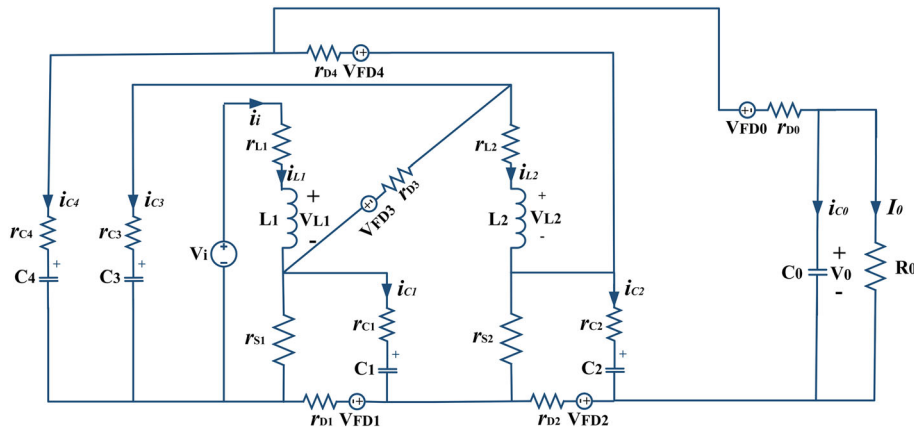 rD4 VFD4
ii
rL1
rL2
VFD0 rD0
iC4
iC3
iL1
iL2
rD3
VFD3
rC4
rC3
L1
+
VL1
-
L2
+
VL2
-
iC0
I0
Vi
C4
+
C3
+
C0
+
V0
-
R0
iC1
iC2
rS1
rC1
rS2
rC2
C1
+
C2
+
rD1 VFD1
rD2 VFD2